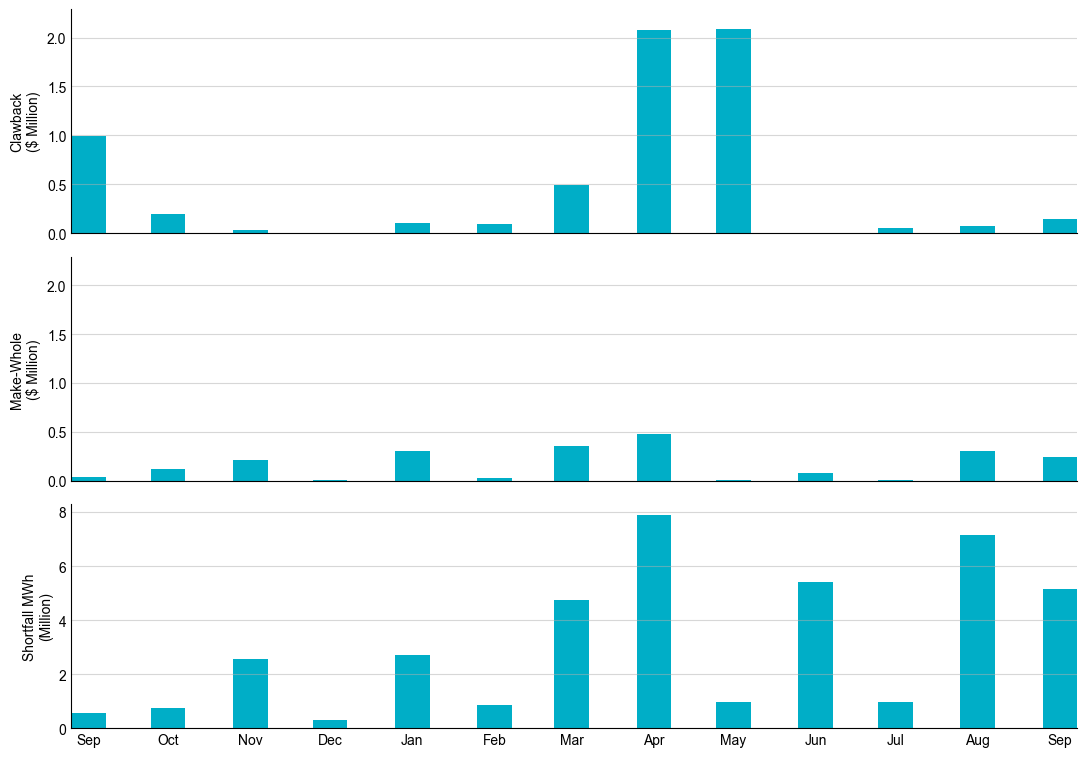 Clawback
($ Million)
2.0
1.5
1.0
0.5
0.0
Make-Whole
($ Million)
2.0
1.5
1.0
0.5
0.0
Shortfall MWh
(Million)
8
6
4
2
0
Sep Oct Nov Dec Jan Feb Mar Apr May Jun Jul Aug Sep